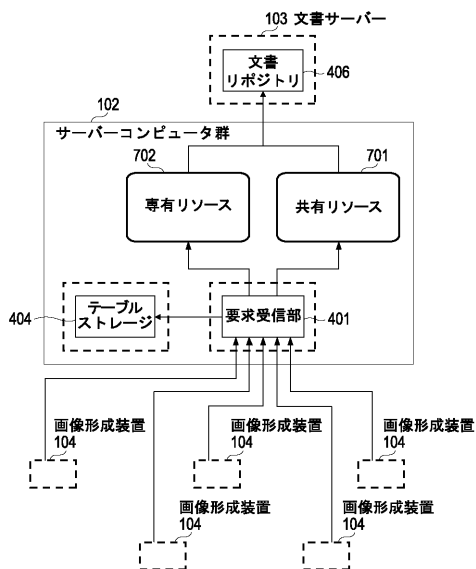 103 文書サーバー
文書
リポジトリ
406
102
サーバーコンピュータ群
702
701
専有リソース
共有リソース
404
テーブル
ストレージ
要求受信部
401
画像形成装置
104
画像形成装置
104
画像形成装置
104
画像形成装置
104
画像形成装置
104